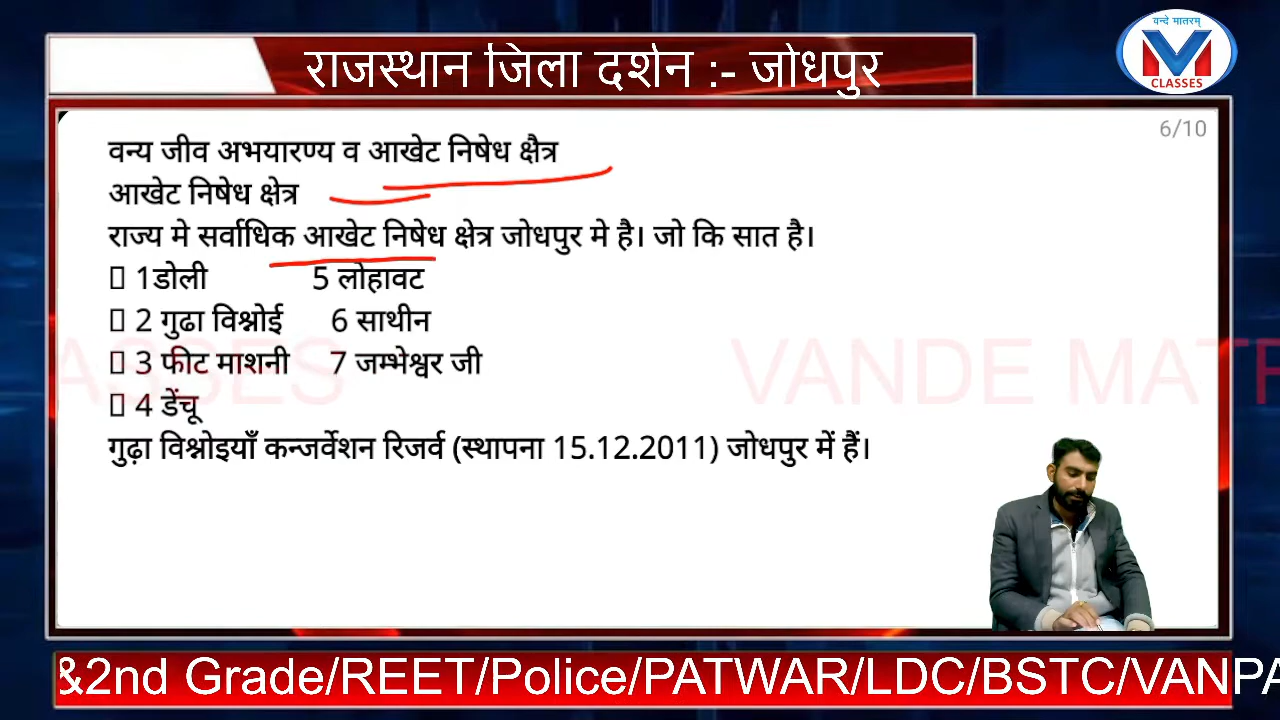 वन्दे मातरम्
CLASSES
राजस्थान जिला दर्शन :- जोधपुर
6/10
वन्य जीव अभयारण्य व आखेट निषेध क्षैत्र
आखेट निषेध क्षेत्र
राज्य मे सर्वाधिक आखेट निषेध क्षेत्र जोधपुर मे है। जो कि सात है।
1डोली 5 लोहावट
2 गुढा विश्नोई 6 साथीन
3 फीट माशनी 7 जम्भेश्वर जी
4 डेंचू
गुढ़ा विश्नोइयाँ कन्जर्वेशन रिजर्व (स्थापना 15.12.2011) जोधपुर में हैं।
ASSES VANDE MATR
&2nd Grade/REET/Police/PATWAR/LDC/BSTC/VANPA